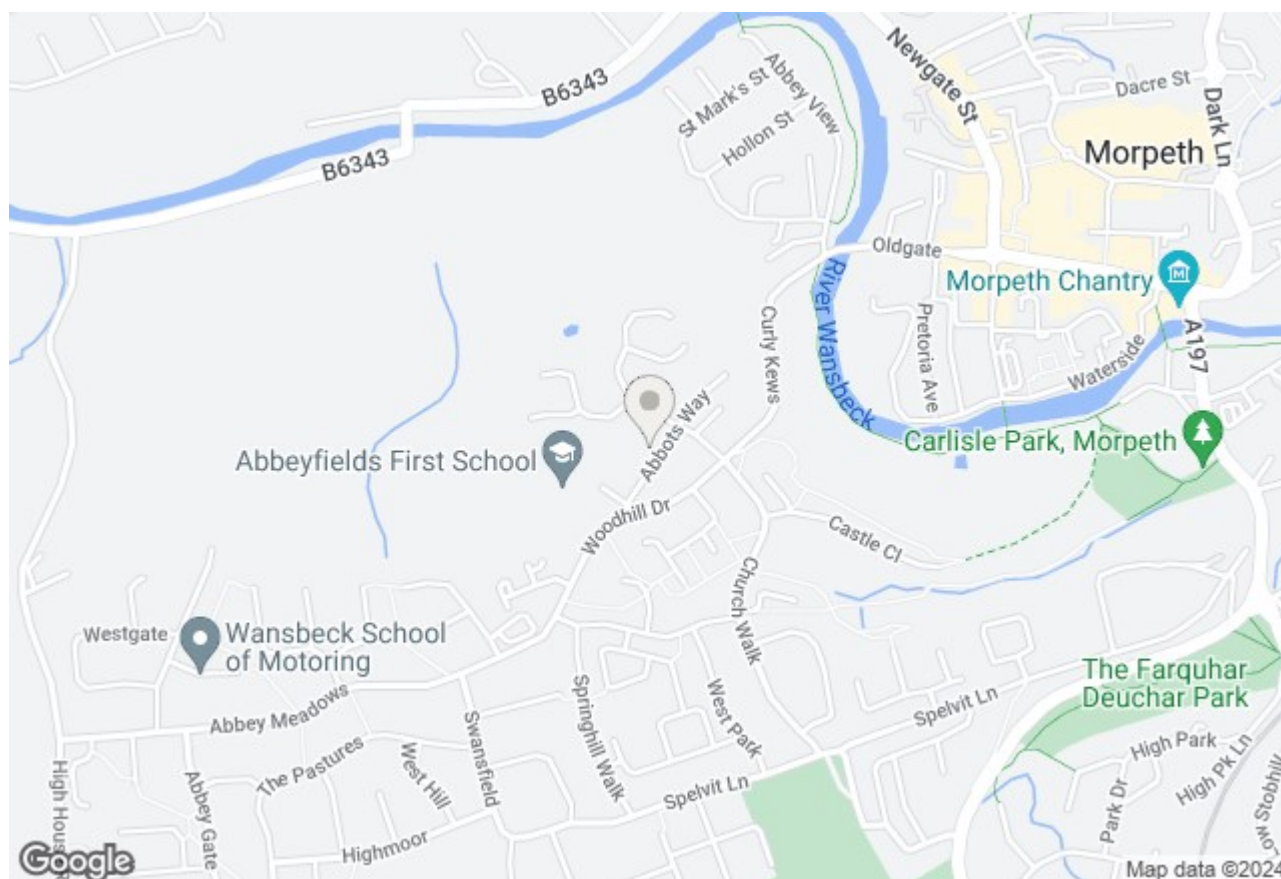 B6343
B6343
St Mark's St
Abbey View
Hollon St
Newgate St
Dacre St
Dark Ln
Morpeth
Oldgate
River Wansbeck
Morpeth Chantry
A197
Curly Kews
Pretoria Ave
Waterside
Carlisle Park, Morpeth
Abbots Way
Abbeyfields First School
Woodhill Dr
Castle Cl
Church Walk
Westgate
Wansbeck School
of Motoring
The Farquhar
Deuchar Park
Abbey Meadows
Springhill Walk
West Park
Spelvit Ln
Swansfield
The Pastures
West Hill
High Park
High Pk Ln
Park Dr
Spelvit Ln
Abbey Gate
Highmoor
Google
Map data ©2024